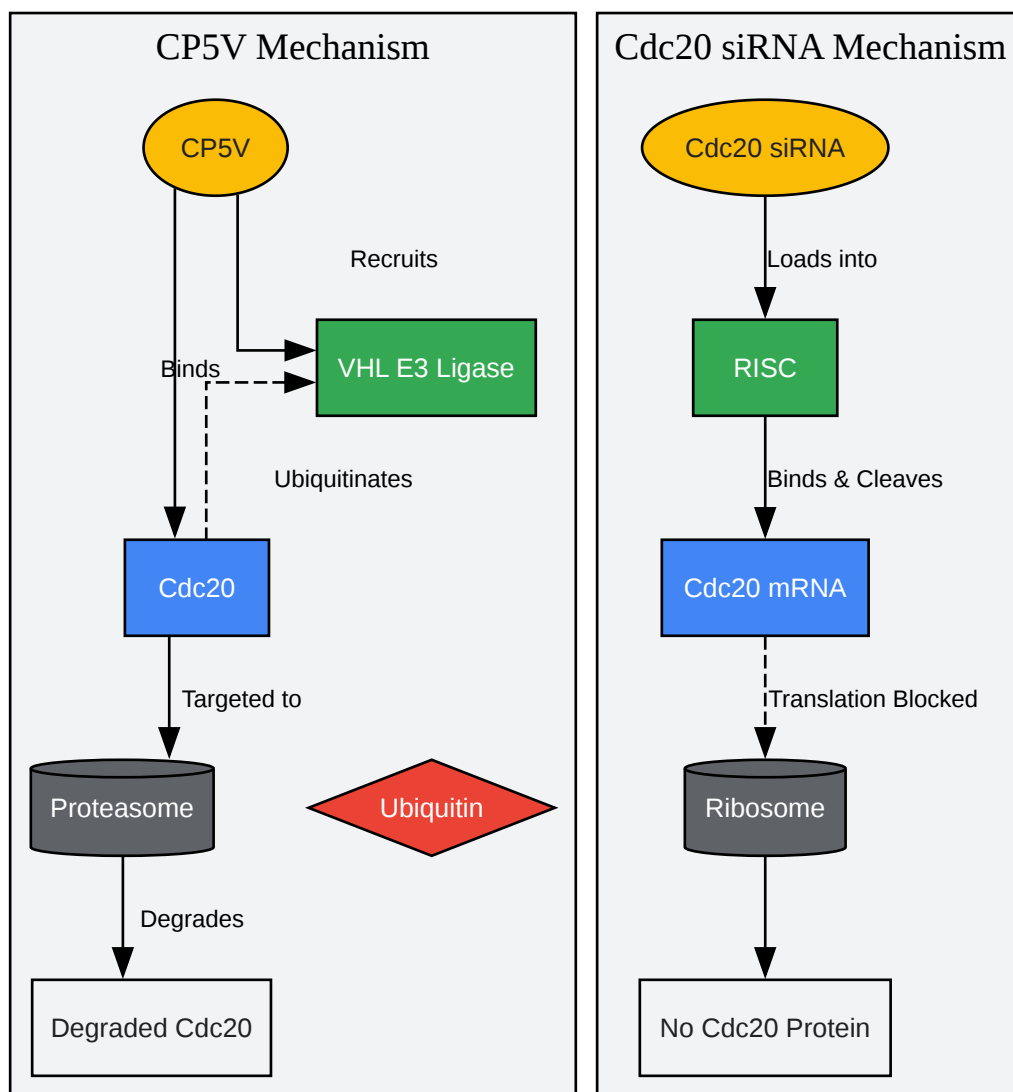 CP5V Mechanism
CP5V
Recruits
VHL E3 Ligase
Binds
Ubiquitinates
Cdc20
Targeted to
Proteasome
Ubiquitin
Degrades
Degraded Cdc20
Cdc20 siRNA Mechanism
Cdc20 siRNA
Loads into
RISC
Binds & Cleaves
Cdc20 mRNA
Translation Blocked
Ribosome
No Cdc20 Protein